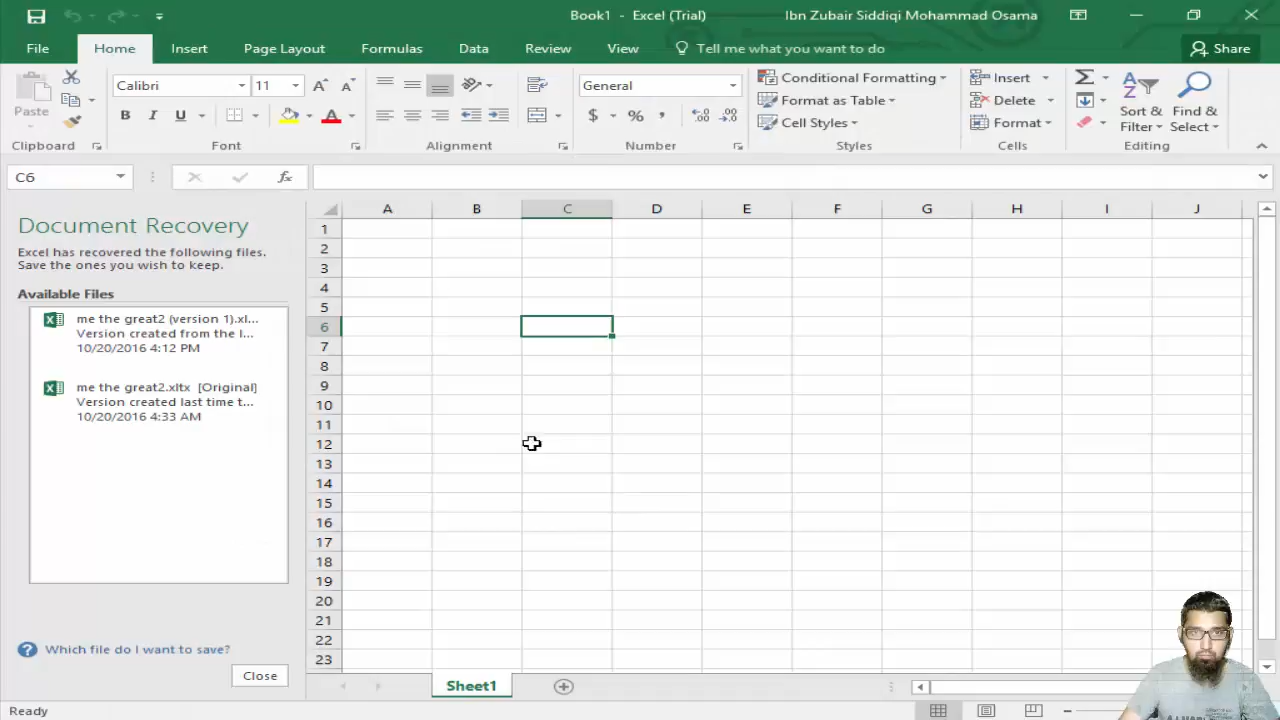 Book1 - Excel (Trial)
Ibn Zubair Siddiqi Mohammad Osama
File Home Insert Page Layout Formulas Data Review View Tell me what you want to do Share
Paste
Calibri 11
B I U A
General
$ % ,
Conditional Formatting
Format as Table
Cell Styles
Insert
Delete
Format
Sort & Filter
Find & Select
Clipboard Font Alignment Number Styles Cells Editing
C6 fx
Document Recovery
Excel has recovered the following files.
Save the ones you wish to keep.
Available Files
me the great2 (version 1).xl...
Version created from the l...
10/20/2016 4:12 PM
me the great2.xltx [Original]
Version created last time t...
10/20/2016 4:33 AM
Which file do I want to save?
Close
A B C D E F G H I J
1
2
3
4
5
6
7
8
9
10
11
12
13
14
15
16
17
18
19
20
21
22
23
Sheet1
Ready